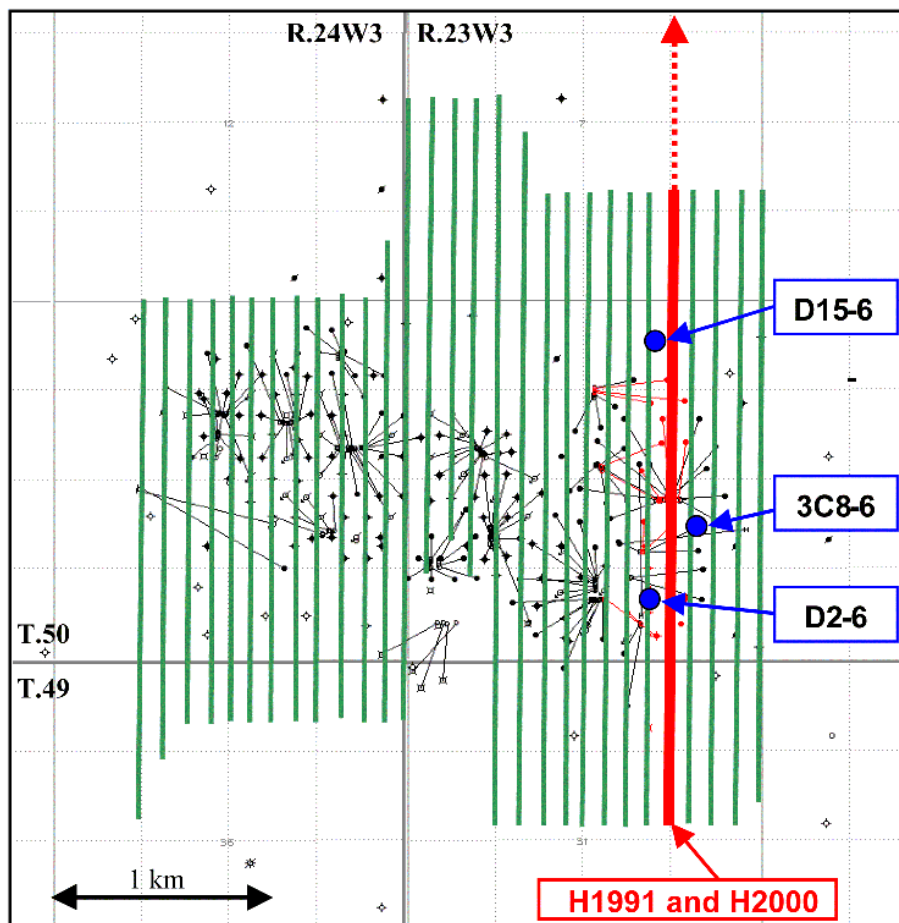 R.24W3 R.23W3
12
7
D15-6
3C8-6
D2-6
T.50
T.49
36
31
1 km
H1991 and H2000